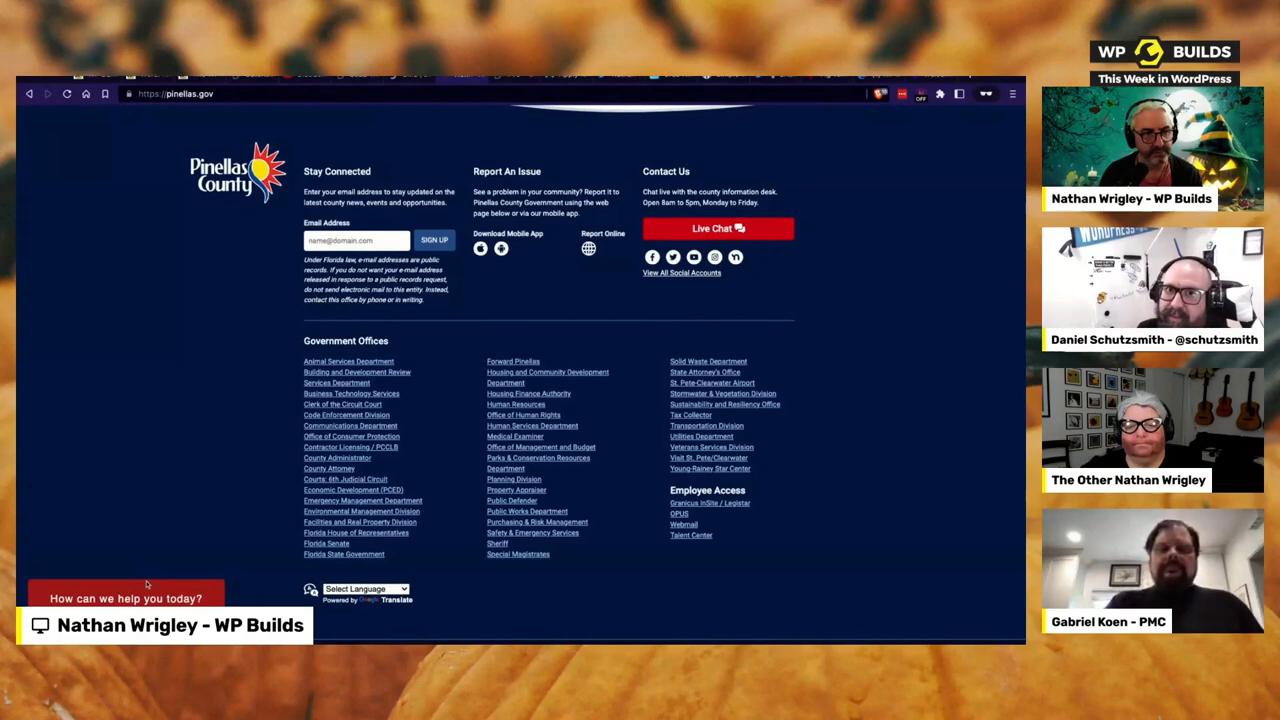 WP BUILDS
This Week in WordPress
https://pinellas.gov
OFF
Pinellas
County
Stay Connected
Enter your email address to stay updated on the
latest county news, events and opportunities.
Email Address
name@domain.com
SIGN UP
Under Florida law, e-mail addresses are public
records. If you do not want your e-mail address
released in response to a public records request,
do not send electronic mail to this entity. Instead,
contact this office by phone or in writing.
Report An Issue
See a problem in your community? Report it to
Pinellas County Government using the web
page below or via our mobile app.
Download Mobile App
Report Online
Contact Us
Chat live with the county information desk.
Open 8am to 5pm, Monday to Friday.
Live Chat
View All Social Accounts
Government Offices
Animal Services Department
Building and Development Review
Services Department
Business Technology Services
Clerk of the Circuit Court
Code Enforcement Division
Communications Department
Office of Consumer Protection
Contractor Licensing / PCCLB
County Administrator
County Attorney
Courts: 6th Judicial Circuit
Economic Development (PCED)
Emergency Management Department
Environmental Management Division
Facilities and Real Property Division
Florida House of Representatives
Florida Senate
Florida State Government
Forward Pinellas
Housing and Community Development
Department
Housing Finance Authority
Human Resources
Office of Human Rights
Human Services Department
Medical Examiner
Office of Management and Budget
Parks & Conservation Resources
Department
Planning Division
Property Appraiser
Public Defender
Public Works Department
Purchasing & Risk Management
Safety & Emergency Services
Sheriff
Special Magistrates
Solid Waste Department
State Attorney's Office
St. Pete-Clearwater Airport
Stormwater & Vegetation Division
Sustainability and Resiliency Office
Tax Collector
Transportation Division
Utilities Department
Veterans Services Division
Visit St. Pete/Clearwater
Young-Rainey Star Center
Employee Access
Granicus InSite / Legistar
OPUS
Webmail
Talent Center
Select Language
Powered by Google Translate
How can we help you today?
Nathan Wrigley - WP Builds
Nathan Wrigley - WP Builds
Daniel Schutzsmith - @schutzsmith
The Other Nathan Wrigley
Gabriel Koen - PMC